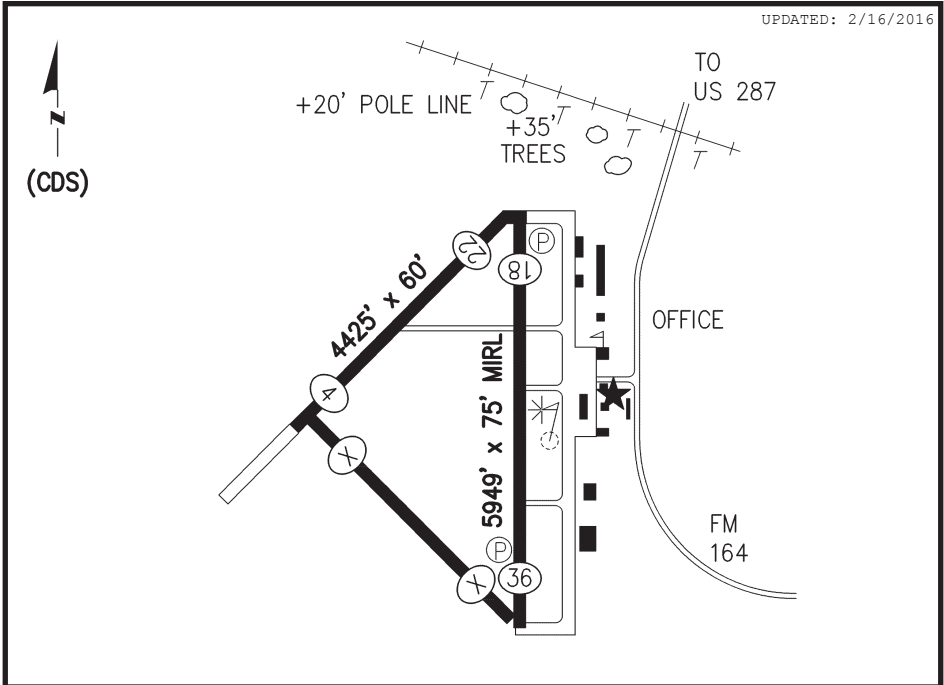 UPDATED: 2/16/2016
N
(CDS)
+20' POLE LINE
+35'
TREES
TO
US 287
22
P
18
4425' x 60'
OFFICE
4
5949' x 75' MIRL
X
P
36
X
FM
164